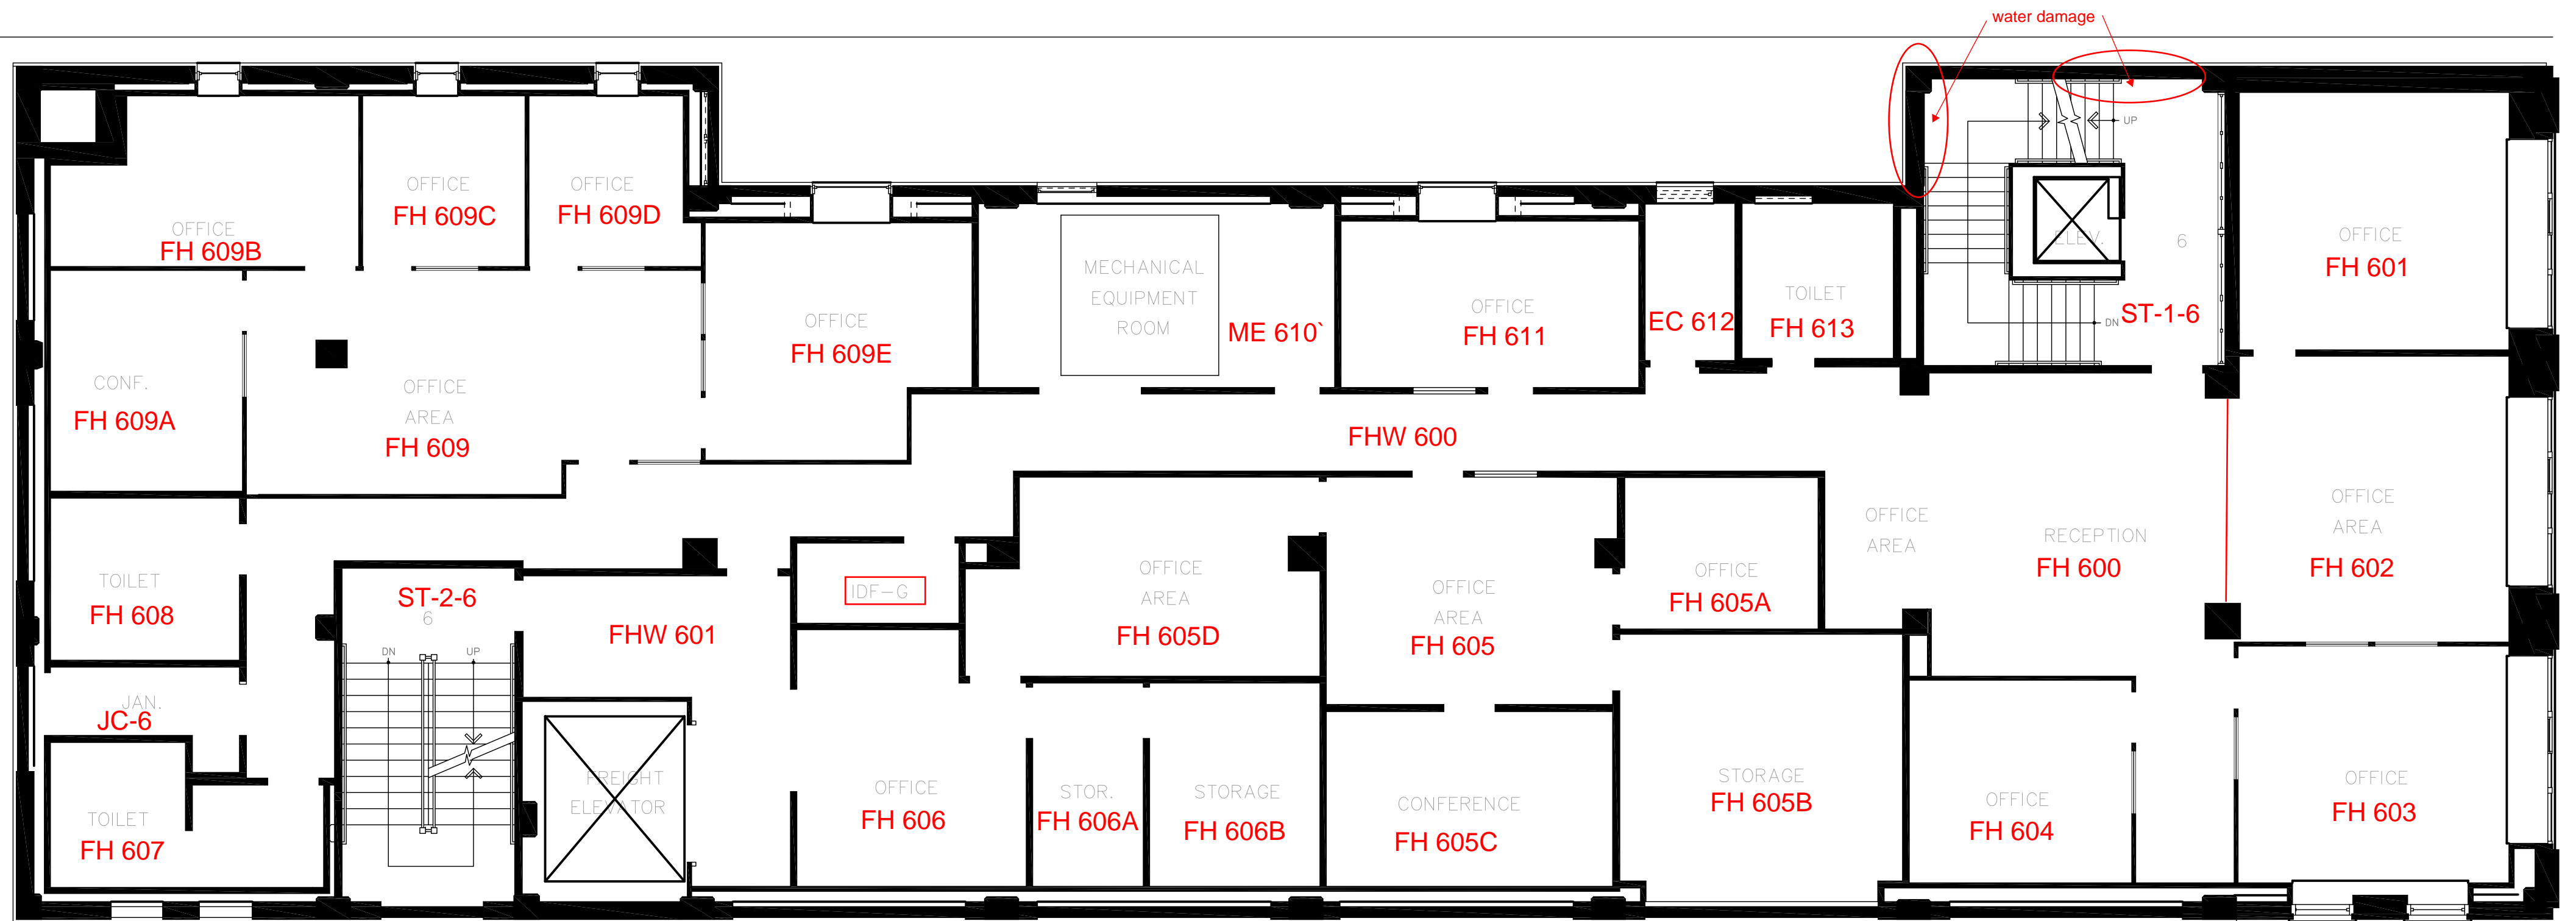 water damage
UP
OFFICE
FH 609C
OFFICE
FH 609D
OFFICE
FH 609B
ELEV.
6
OFFICE
FH 601
MECHANICAL
EQUIPMENT
ROOM
ME 610`
OFFICE
FH 609E
OFFICE
FH 611
EC 612
TOILET
FH 613
DN
ST-1-6
CONF.
FH 609A
OFFICE
AREA
FH 609
FHW 600
OFFICE
AREA
RECEPTION
FH 600
OFFICE
AREA
FH 602
TOILET
FH 608
ST-2-6
6
DN
UP
FHW 601
IDF-G
OFFICE
AREA
FH 605D
OFFICE
AREA
FH 605
OFFICE
FH 605A
JAN.
JC-6
TOILET
FH 607
FREIGHT
ELEVATOR
OFFICE
FH 606
STOR.
FH 606A
STORAGE
FH 606B
CONFERENCE
FH 605C
STORAGE
FH 605B
OFFICE
FH 604
OFFICE
FH 603